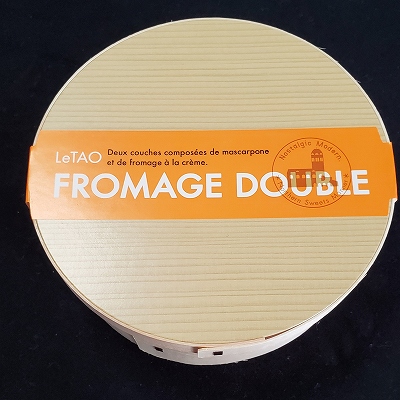 LeTAO
Deux couches composées de mascarpone
et de fromage à la crème.
FROMAGE DOUBLE
Nostalgic Modern